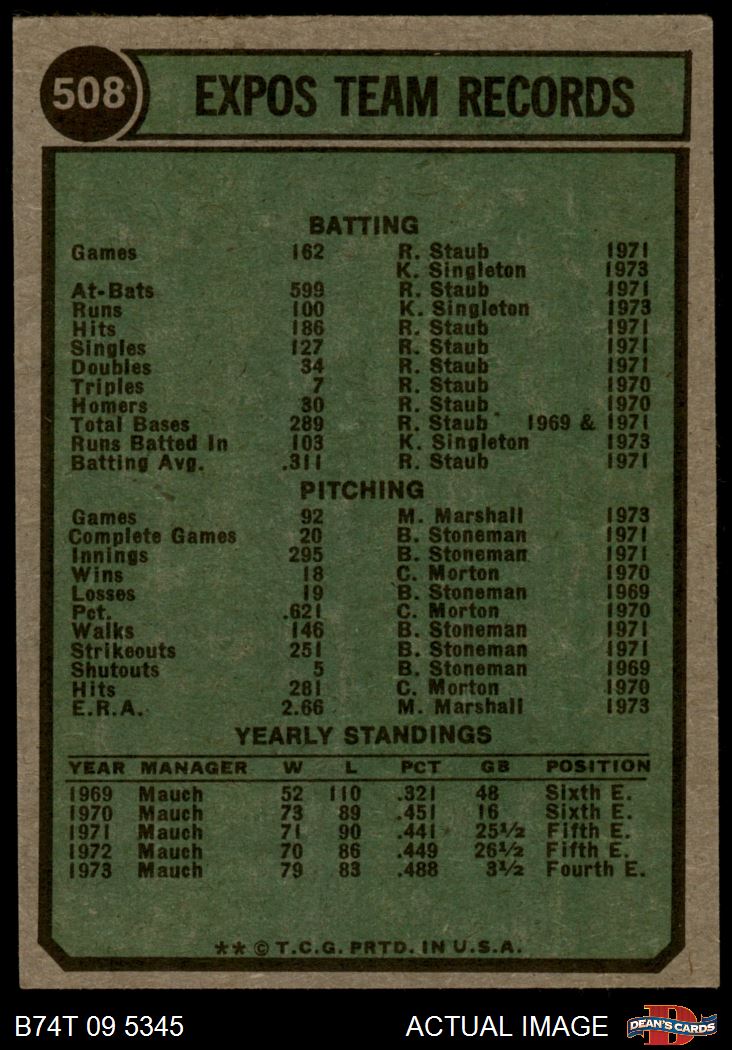 508
EXPOS TEAM RECORDS
BATTING
Games 162 R. Staub 1971
K. Singleton 1973
At-Bats 599 R. Staub 1971
Runs 100 K. Singleton 1973
Hits 186 R. Staub 1971
Singles 127 R. Staub 1971
Doubles 34 R. Staub 1971
Triples 7 R. Staub 1970
Homers 30 R. Staub 1970
Total Bases 289 R. Staub 1969 & 1971
Runs Batted In 103 K. Singleton 1973
Batting Avg. .311 R. Staub 1971
PITCHING
Games 92 M. Marshall 1973
Complete Games 20 B. Stoneman 1971
Innings 295 B. Stoneman 1971
Wins 18 C. Morton 1970
Losses 19 B. Stoneman 1969
Pct. .621 C. Morton 1970
Walks 146 B. Stoneman 1971
Strikeouts 251 B. Stoneman 1971
Shutouts 5 B. Stoneman 1969
Hits 281 C. Morton 1970
E.R.A. 2.66 M. Marshall 1973
YEARLY STANDINGS
YEAR MANAGER W L PCT GB POSITION
1969 Mauch 52 110 .321 48 Sixth E.
1970 Mauch 73 89 .451 16 Sixth E.
1971 Mauch 71 90 .441 25½ Fifth E.
1972 Mauch 70 86 .449 26½ Fifth E.
1973 Mauch 79 83 .488 3½ Fourth E.
** © T.C.G. PRTD. IN U.S.A.
B74T 09 5345 ACTUAL IMAGE D DEAN'S CARDS